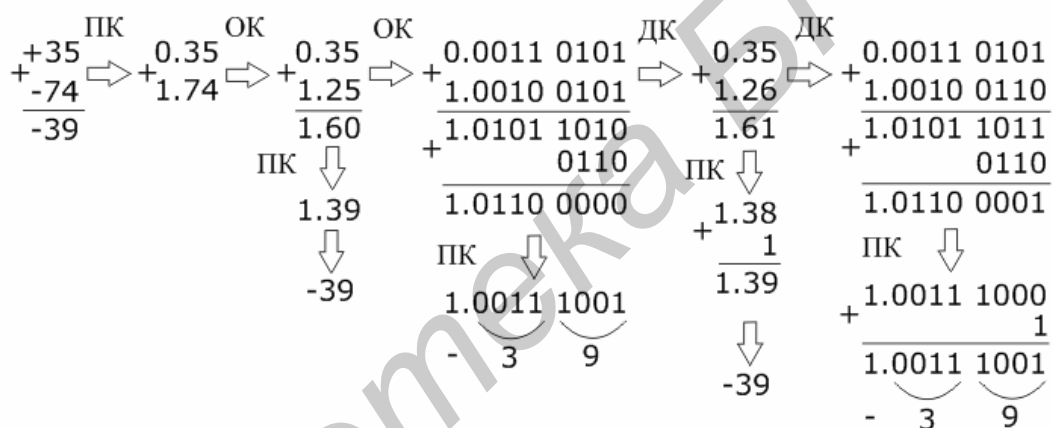 ПК ОК ОК ДК ДК
+35 0.35 0.35 0.0011 0101 0.35 0.0011 0101
+ + + + + +
-74 1.74 1.25 1.0010 0101 1.26 1.0010 0110
-39 1.60 1.0101 1010 1.61 1.0101 1011
+ 0110 + 0110
ПК ПК
1.39 1.0110 0000 1.38 1.0110 0001
+ 1
ПК ПК
-39 1.39
1.0011 1001 1.0011 1000
+ 1
- 3 9 -39 1.0011 1001
- 3 9
отека Б